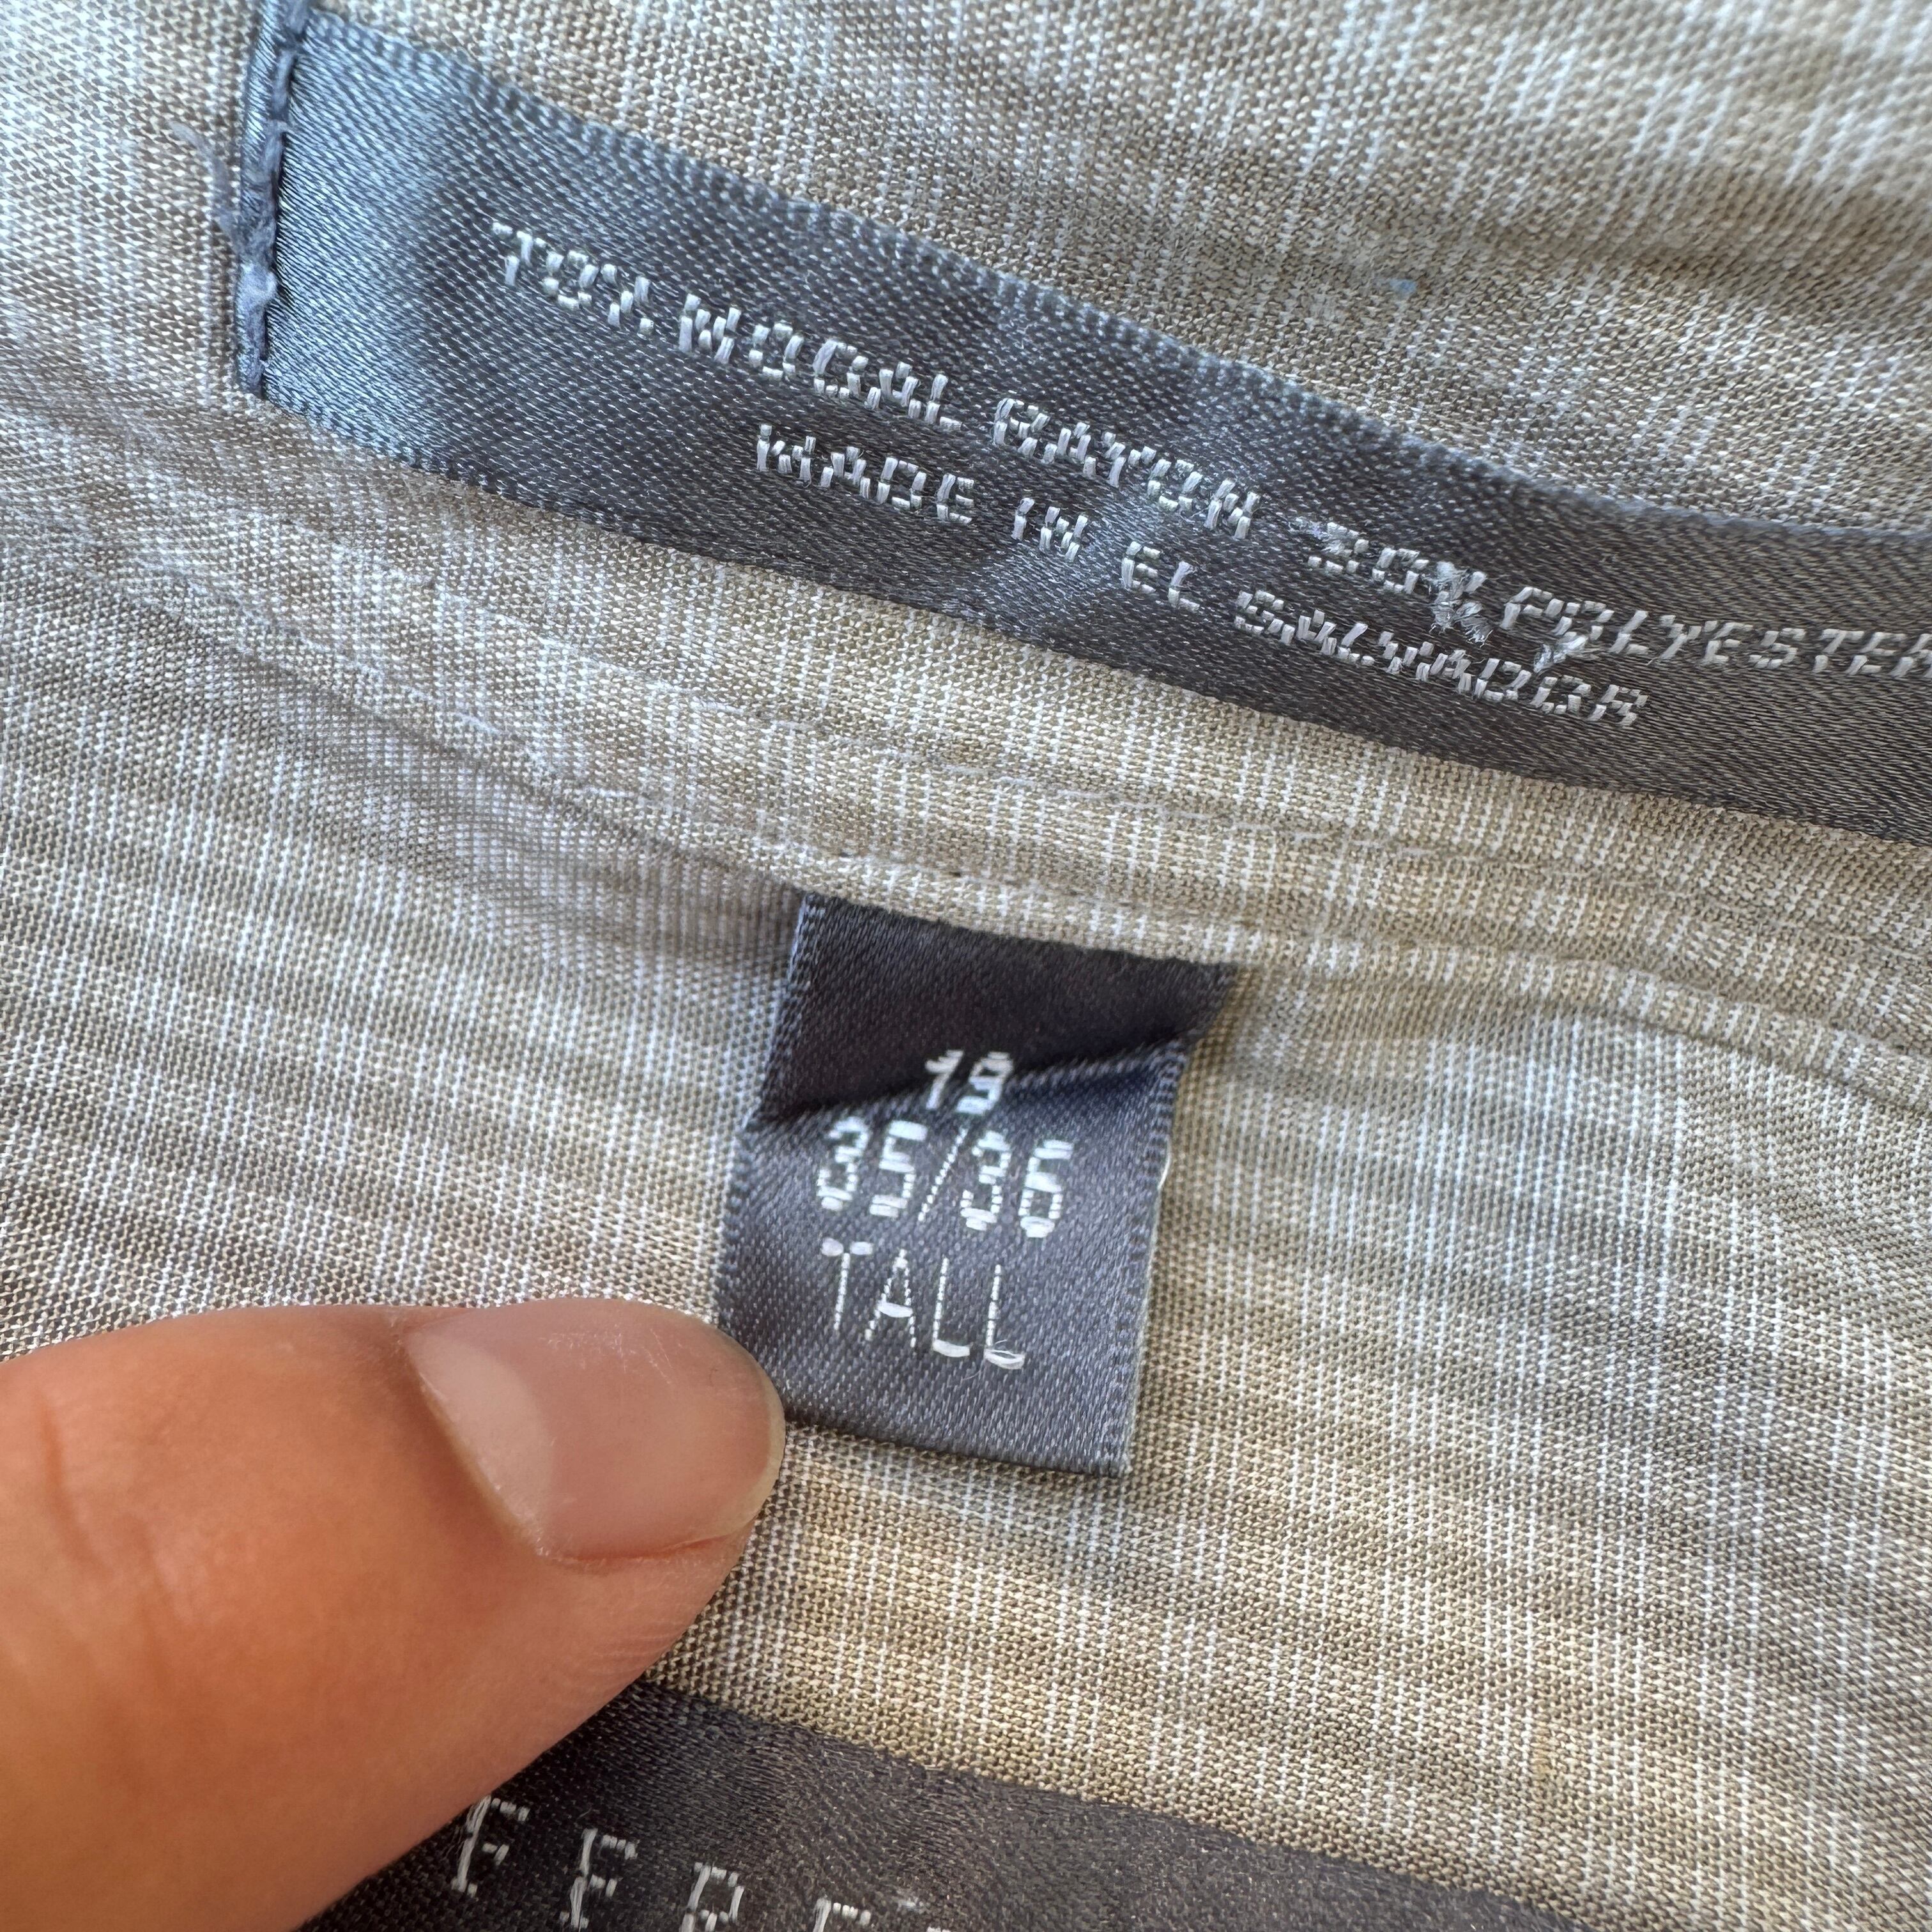 70%.MODAL RAYON 30%.POLYESTER
MADE IN EL SALVADOR
19
35/36
TALL